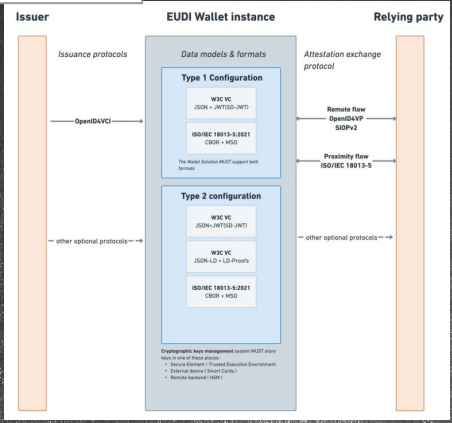 Issuer
EUDI Wallet instance
Relying party
Issuance protocols
Data models & formats
Attestation exchange
protocol
Type 1 Configuration
W3C VC
JSON + JWT(SD-JWT)
ISO/IEC 18013-5:2021
CBOR + MSO
The Wallet Solution MUST support both
formats.
OpenID4VCI
Remote flow
OpenID4VP
SIOPv2
Proximity flow
ISO/IEC 18013-5
Type 2 configuration
W3C VC
JSON+JWT(SD-JWT)
W3C VC
JSON-LD + LD-Proofs
ISO/IEC 18013-5:2021
CBOR + MSO
other optional protocols
other optional protocols
Cryptographic keys management system MUST store
keys in one of these places:
• Secure Element / Trusted Execution Environment
• External device ( Smart Cards )
• Remote backend ( HSM )